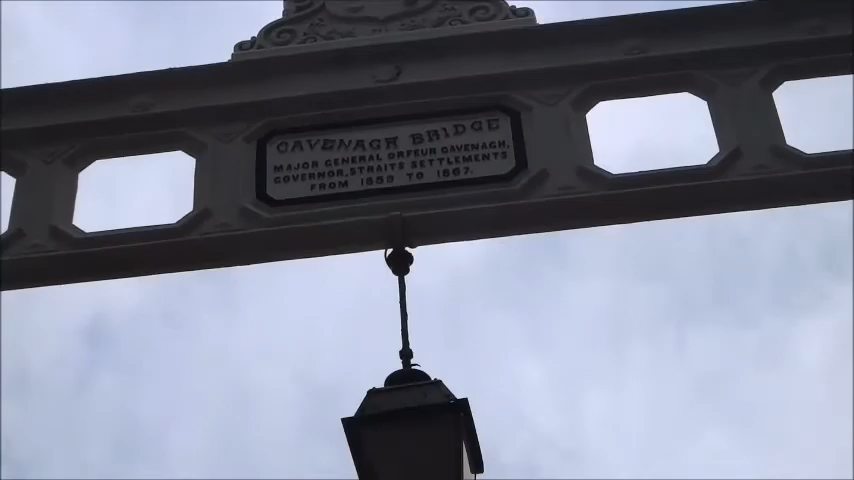 CAVENAGH BRIDGE
MAJOR GENERAL ORFEUR CAVENAGH,
GOVERNOR, STRAITS SETTLEMENTS
FROM 1859 TO 1867.